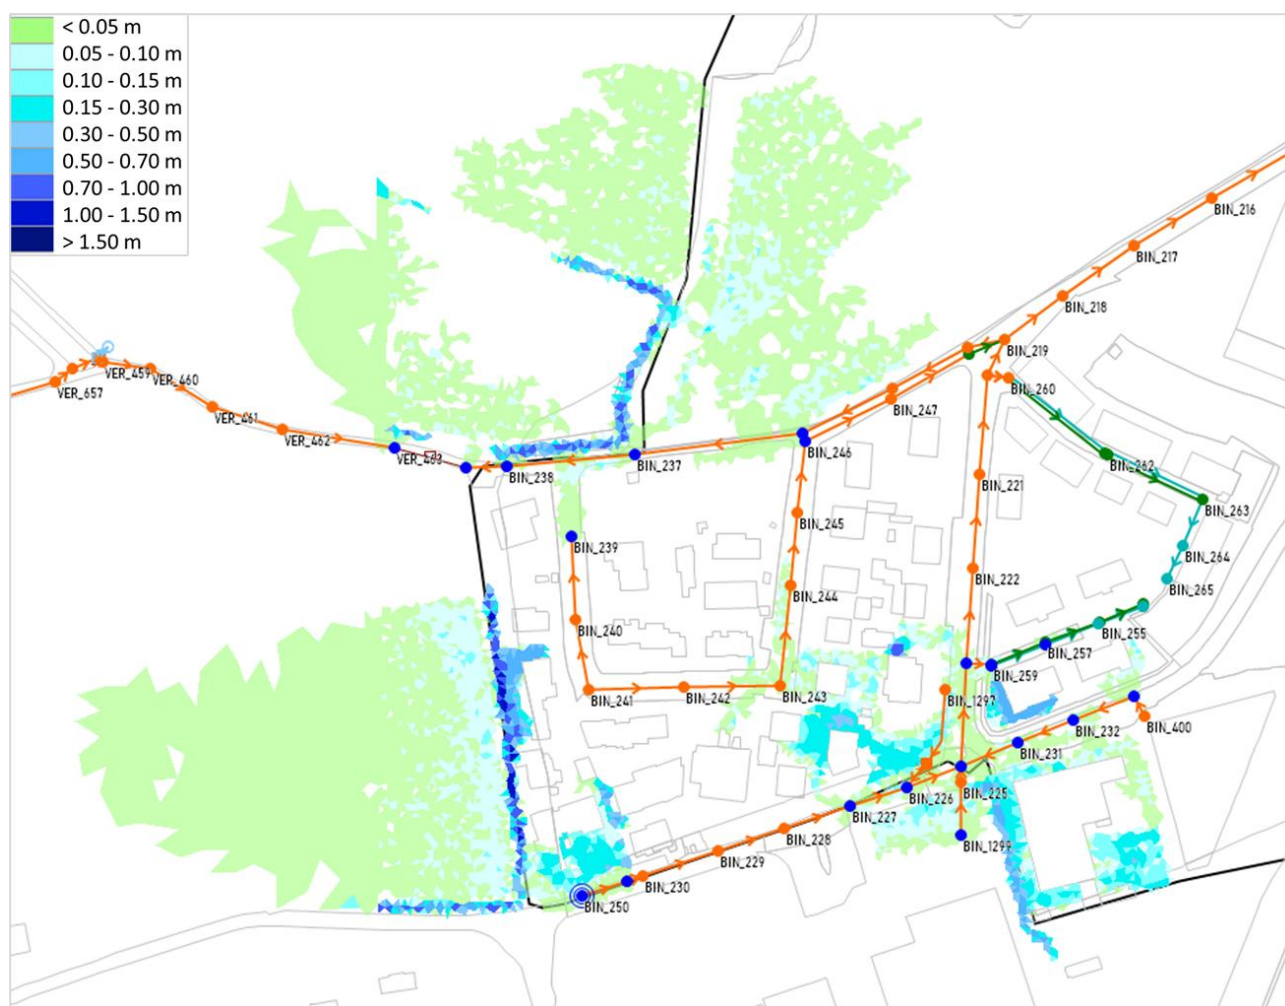 < 0.05 m
0.05 - 0.10 m
0.10 - 0.15 m
0.15 - 0.30 m
0.30 - 0.50 m
0.50 - 0.70 m
0.70 - 1.00 m
1.00 - 1.50 m
> 1.50 m
BIN_216
BIN_217
BIN_218
BIN_219
VER_459
VER_460
VER_657
BIN_260
BIN_247
VER_461
VER_462
BIN_246
VER_463
BIN_237
BIN_238
BIN_262
BIN_221
BIN_263
BIN_245
BIN_239
BIN_264
BIN_222
BIN_265
BIN_244
BIN_240
BIN_255
BIN_257
BIN_259
BIN_241
BIN_242
BIN_243
BIN_1297
BIN_400
BIN_232
BIN_231
BIN_225
BIN_226
BIN_227
BIN_228
BIN_1299
BIN_229
BIN_230
BIN_250